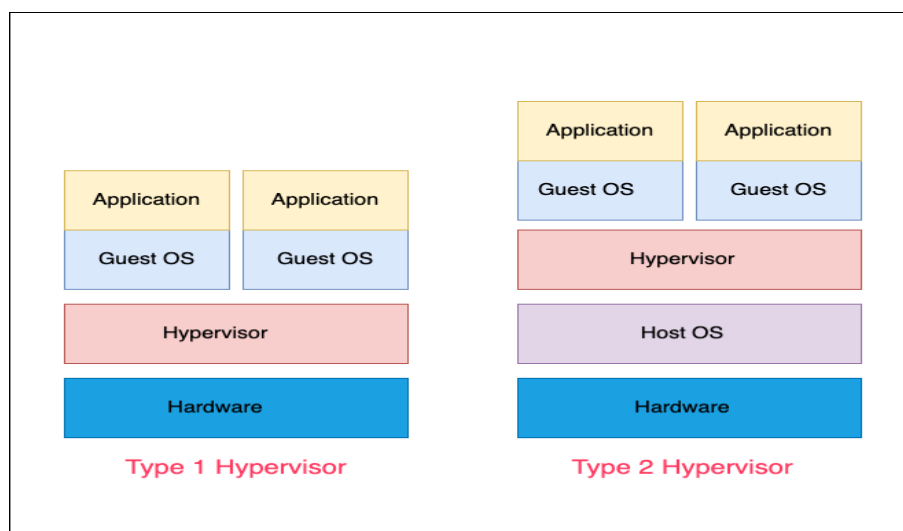 Application Application
Guest OS Guest OS
Hypervisor
Hardware
Type 1 Hypervisor
Application Application
Guest OS Guest OS
Hypervisor
Host OS
Hardware
Type 2 Hypervisor